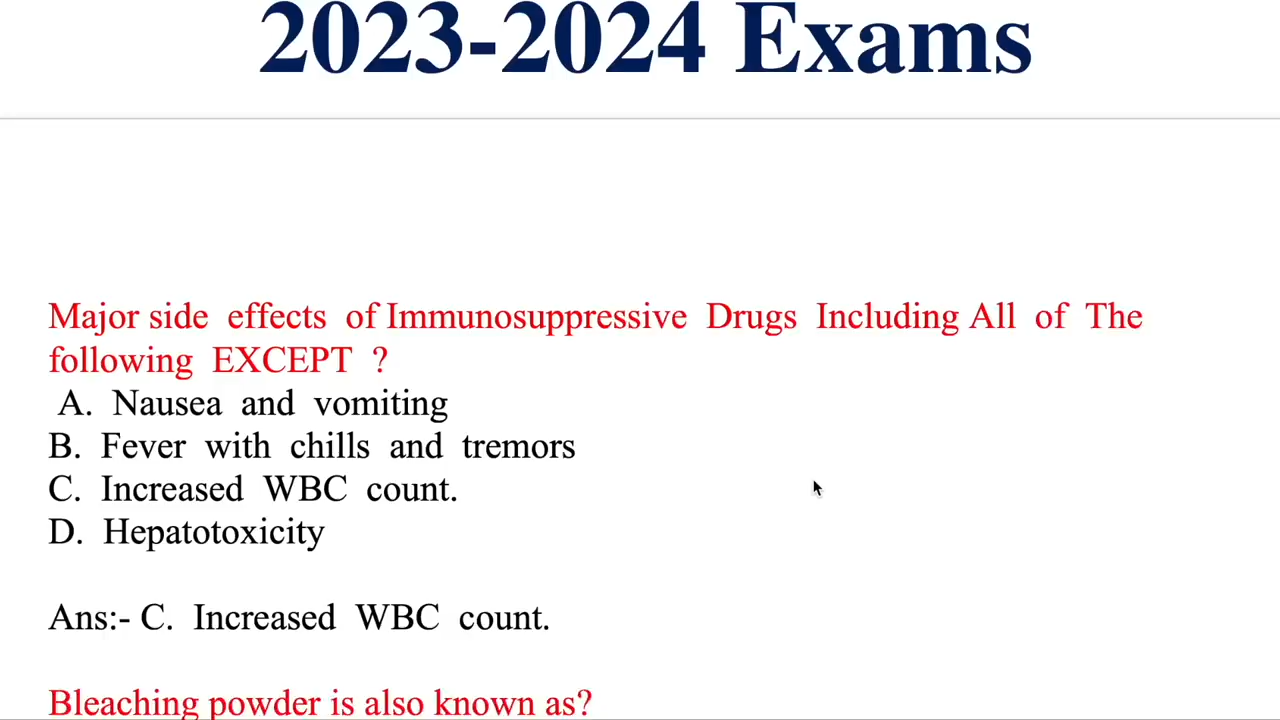 2023-2024 Exams
Major side effects of Immunosuppressive Drugs Including All of The
following EXCEPT ?
A. Nausea and vomiting
B. Fever with chills and tremors
C. Increased WBC count.
D. Hepatotoxicity
Ans:- C. Increased WBC count.
Bleaching powder is also known as?